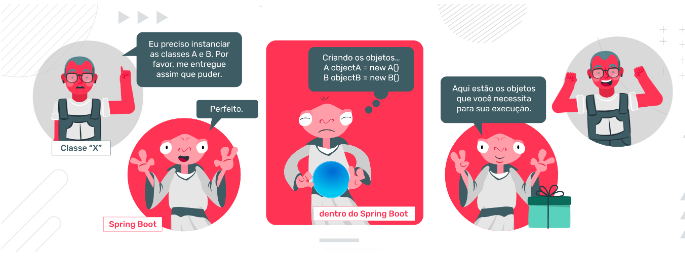 Eu preciso instanciar
as classes A e B. Por
favor, me entregue
assim que puder.
Classe "X"
Perfeito.
Spring Boot
Criando os objetos...
A objectA = new A()
B objectB = new B()
dentro do Spring Boot
Aqui estão os objetos
que você necessita
para sua execução.